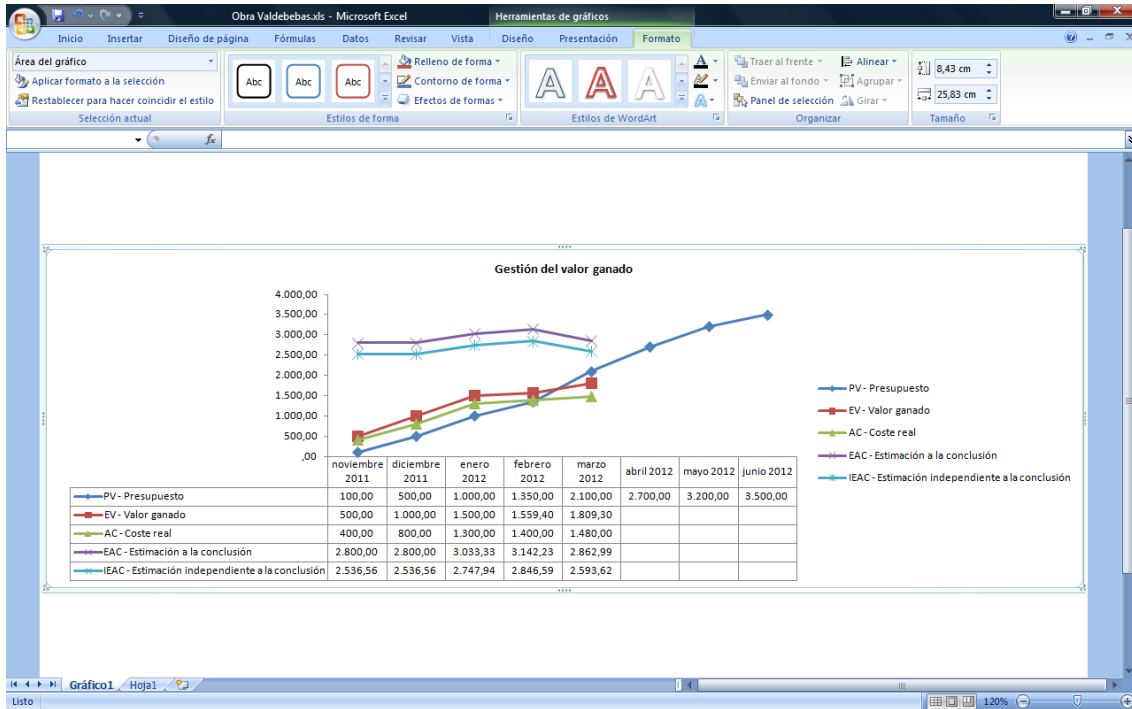 Obra Valdebebas.xls - Microsoft Excel
Herramientas de gráficos
Inicio Insertar Diseño de página Fórmulas Datos Revisar Vista Diseño Presentación Formato
Área del gráfico
Aplicar formato a la selección
Restablecer para hacer coincidir el estilo
Selección actual
Abc Abc Abc
Relleno de forma
Contorno de forma
Efectos de formas
Estilos de forma
A A A
Estilos de WordArt
Traer al frente
Enviar al fondo
Panel de selección
Alinear
Agrupar
Girar
Organizar
8,43 cm
25,83 cm
Tamaño
fx
Gestión del valor ganado
4.000,00
3.500,00
3.000,00
2.500,00
2.000,00
1.500,00
1.000,00
500,00
,00
PV - Presupuesto
EV - Valor ganado
AC - Coste real
EAC - Estimación a la conclusión
IEAC - Estimación independiente a la conclusión
noviembre 2011 diciembre 2011 enero 2012 febrero 2012 marzo 2012 abril 2012 mayo 2012 junio 2012
PV - Presupuesto 100,00 500,00 1.000,00 1.350,00 2.100,00 2.700,00 3.200,00 3.500,00
EV - Valor ganado 500,00 1.000,00 1.500,00 1.559,40 1.809,30
AC - Coste real 400,00 800,00 1.300,00 1.400,00 1.480,00
EAC - Estimación a la conclusión 2.800,00 2.800,00 3.033,33 3.142,23 2.862,99
IEAC - Estimación independiente a la conclusión 2.536,56 2.536,56 2.747,94 2.846,59 2.593,62
Gráfico1 Hoja1
Listo
120%